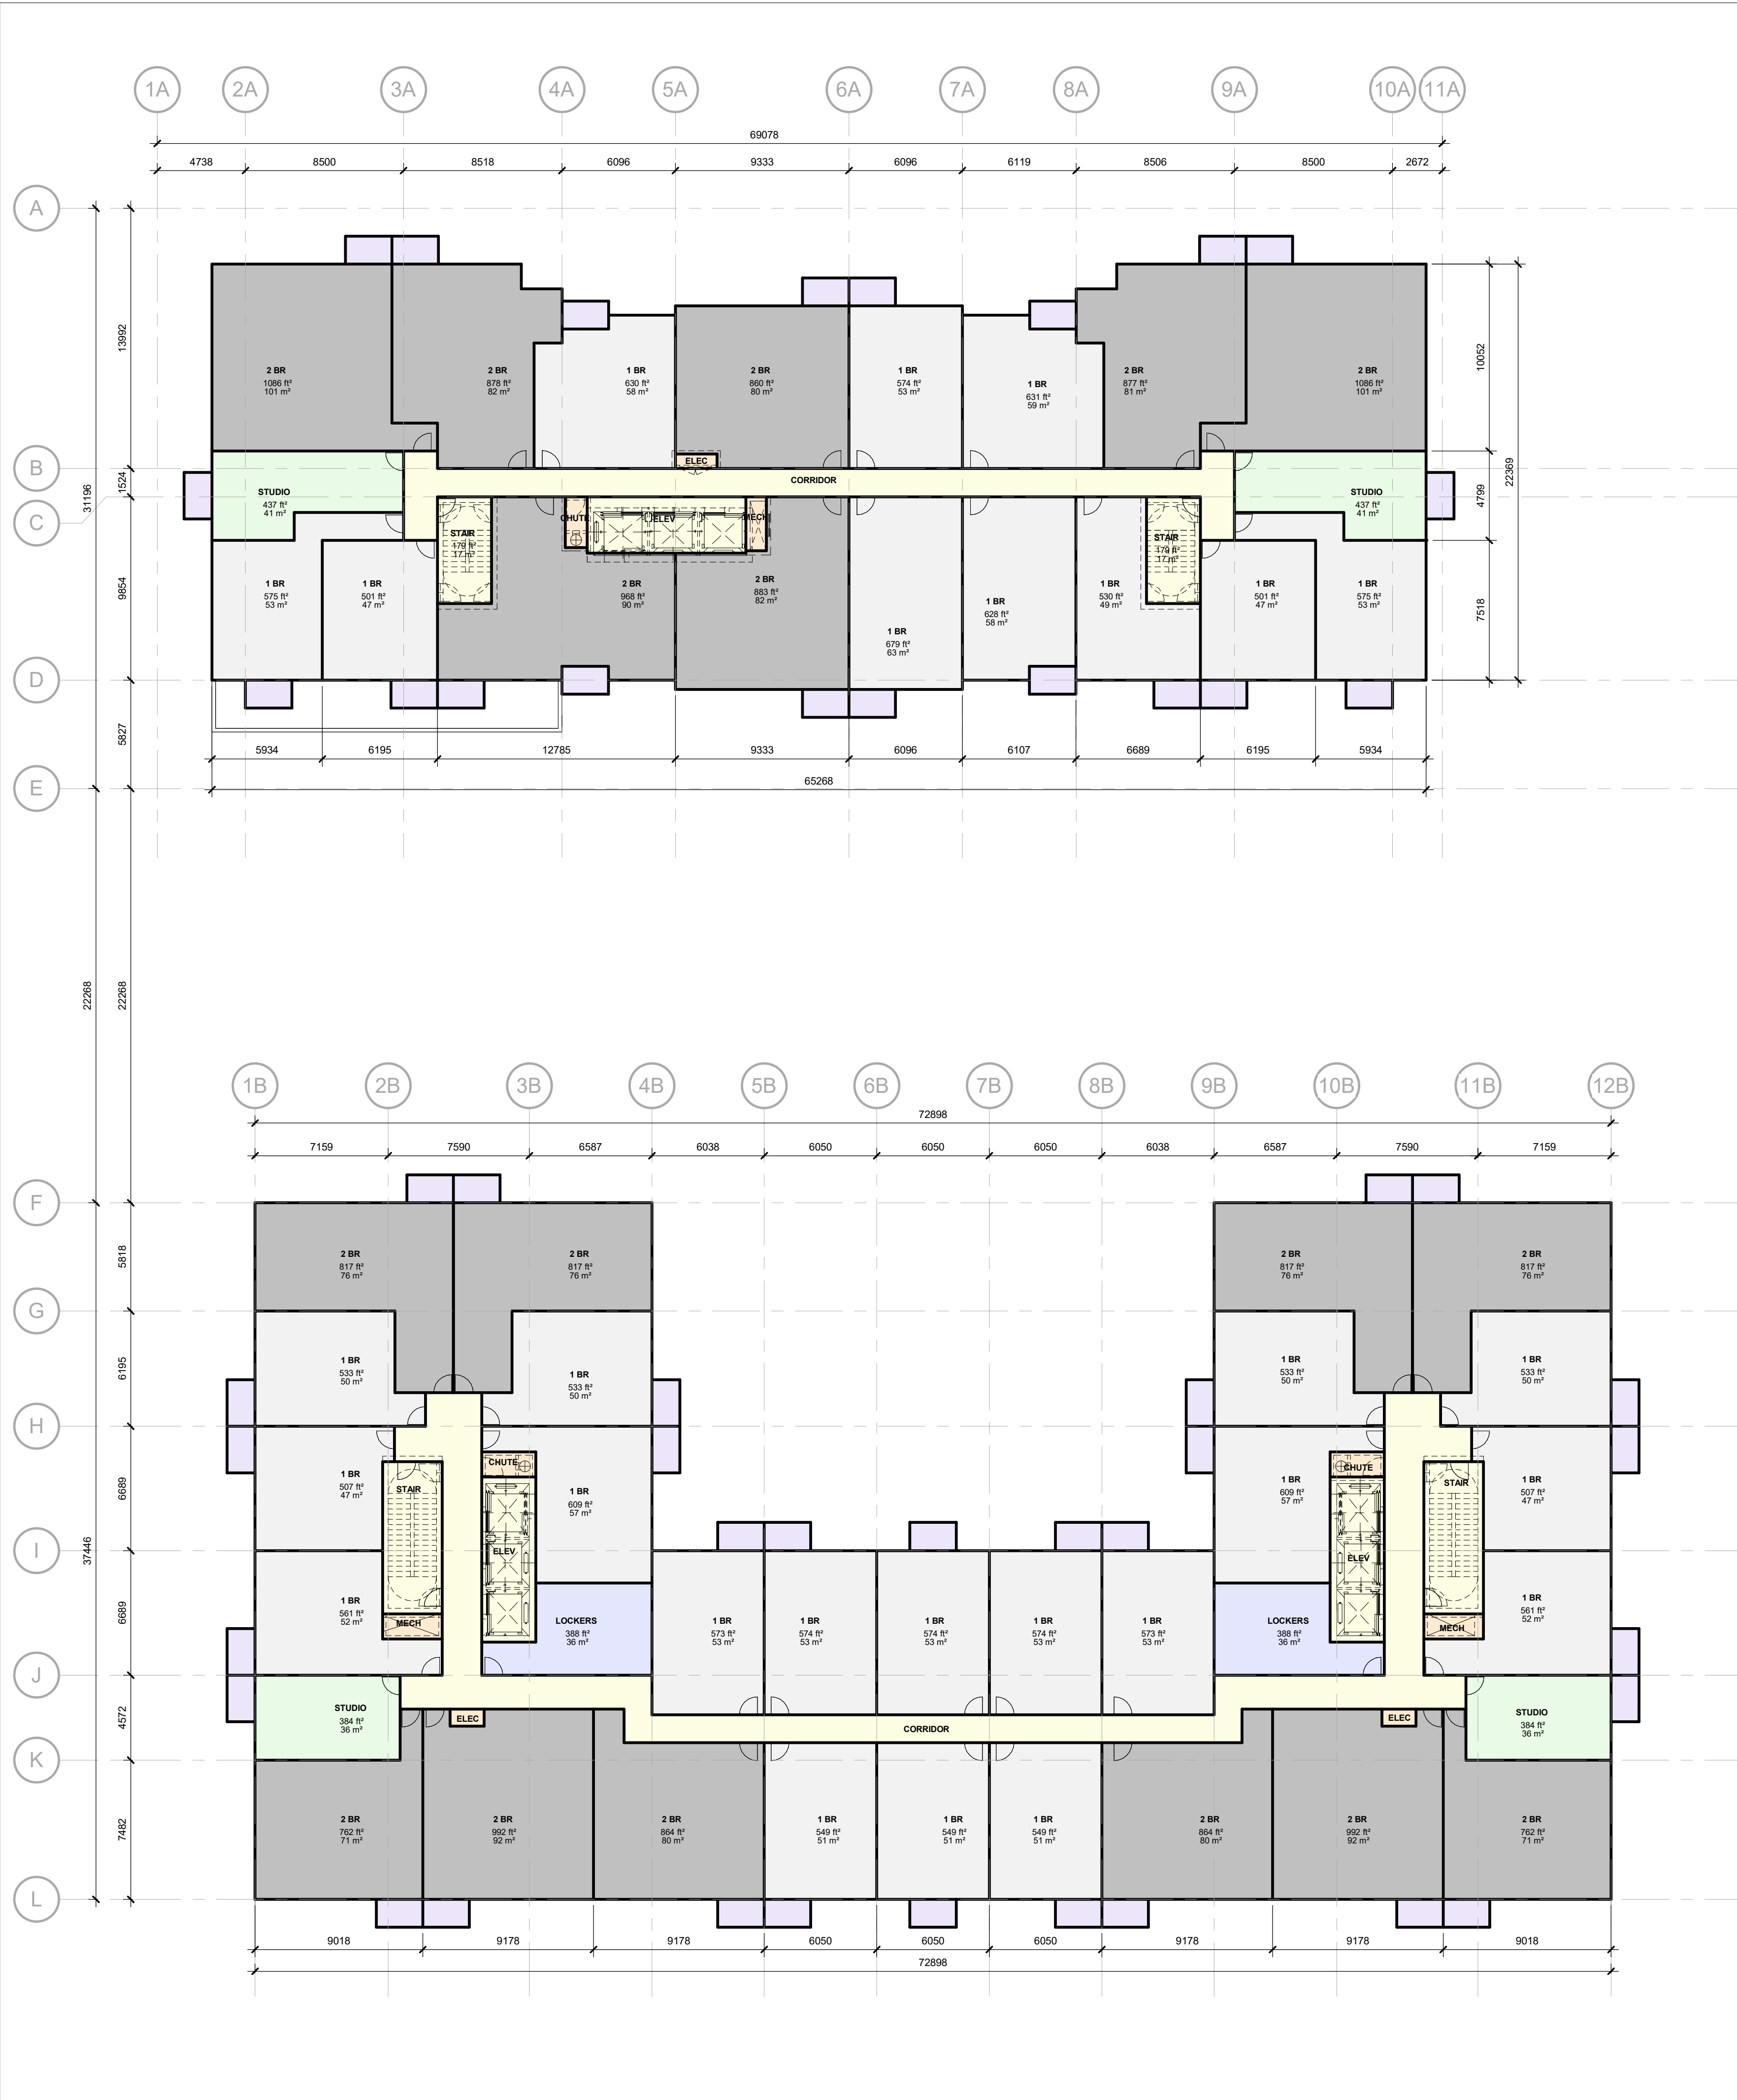 1A 2A 3A 4A 5A 6A 7A 8A 9A 10A 11A
69078
4738 8500 8518 6096 9333 6096 6119 8506 8500 2672
A
B
C
D
E
31196
13992
1524
9854
5827
22268
22268
2 BR
1086 ft²
101 m²
2 BR
878 ft²
82 m²
1 BR
630 ft²
58 m²
2 BR
860 ft²
80 m²
1 BR
574 ft²
53 m²
1 BR
631 ft²
59 m²
2 BR
877 ft²
81 m²
2 BR
1086 ft²
101 m²
10052
4799
7518
22369
ELEC
CORRIDOR
STUDIO
437 ft²
41 m²
STAIR
179 ft²
17 m²
CHUTE
ELEV
MECH
STAIR
179 ft²
17 m²
STUDIO
437 ft²
41 m²
1 BR
575 ft²
53 m²
1 BR
501 ft²
47 m²
2 BR
968 ft²
90 m²
2 BR
883 ft²
82 m²
1 BR
679 ft²
63 m²
1 BR
628 ft²
58 m²
1 BR
530 ft²
49 m²
1 BR
501 ft²
47 m²
1 BR
575 ft²
53 m²
5934 6195 12785 9333 6096 6107 6689 6195 5934
65268
1B 2B 3B 4B 5B 6B 7B 8B 9B 10B 11B 12B
72898
7159 7590 6587 6038 6050 6050 6050 6038 6587 7590 7159
F
G
H
I
J
K
L
37446
5818
6195
6689
6689
4572
7482
2 BR
817 ft²
76 m²
2 BR
817 ft²
76 m²
2 BR
817 ft²
76 m²
2 BR
817 ft²
76 m²
1 BR
533 ft²
50 m²
1 BR
533 ft²
50 m²
1 BR
533 ft²
50 m²
1 BR
533 ft²
50 m²
1 BR
507 ft²
47 m²
STAIR
CHUTE
ELEV
1 BR
609 ft²
57 m²
1 BR
609 ft²
57 m²
CHUTE
ELEV
STAIR
1 BR
507 ft²
47 m²
1 BR
561 ft²
52 m²
MECH
LOCKERS
388 ft²
36 m²
1 BR
573 ft²
53 m²
1 BR
574 ft²
53 m²
1 BR
574 ft²
53 m²
1 BR
574 ft²
53 m²
1 BR
573 ft²
53 m²
LOCKERS
388 ft²
36 m²
MECH
1 BR
561 ft²
52 m²
STUDIO
384 ft²
36 m²
ELEC
CORRIDOR
ELEC
STUDIO
384 ft²
36 m²
2 BR
762 ft²
71 m²
2 BR
992 ft²
92 m²
2 BR
864 ft²
80 m²
1 BR
549 ft²
51 m²
1 BR
549 ft²
51 m²
1 BR
549 ft²
51 m²
2 BR
864 ft²
80 m²
2 BR
992 ft²
92 m²
2 BR
762 ft²
71 m²
9018 9178 9178 6050 6050 6050 9178 9178 9018
72898